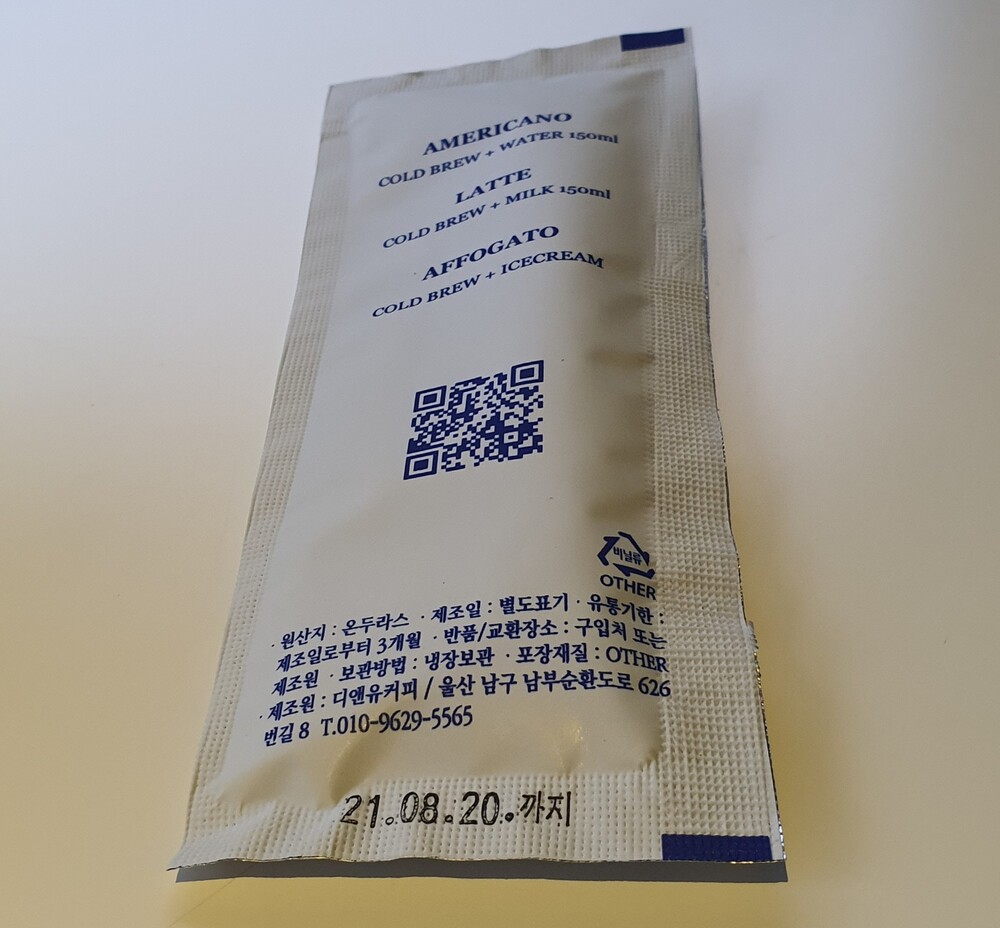 AMERICANO
COLD BREW + WATER 150ml
LATTE
COLD BREW + MILK 150ml
AFFOGATO
COLD BREW + ICECREAM
비닐류
OTHER
· 원산지 : 온두라스 · 제조일 : 별도표기 · 유통기한 :
제조일로부터 3개월 · 반품/교환장소 : 구입처 또는
제조원 · 보관방법 : 냉장보관 · 포장재질 : OTHER
· 제조원 : 디앤유커피 / 울산 남구 남부순환도로 626
번길 8 T.010-9629-5565
21.08.20.까지